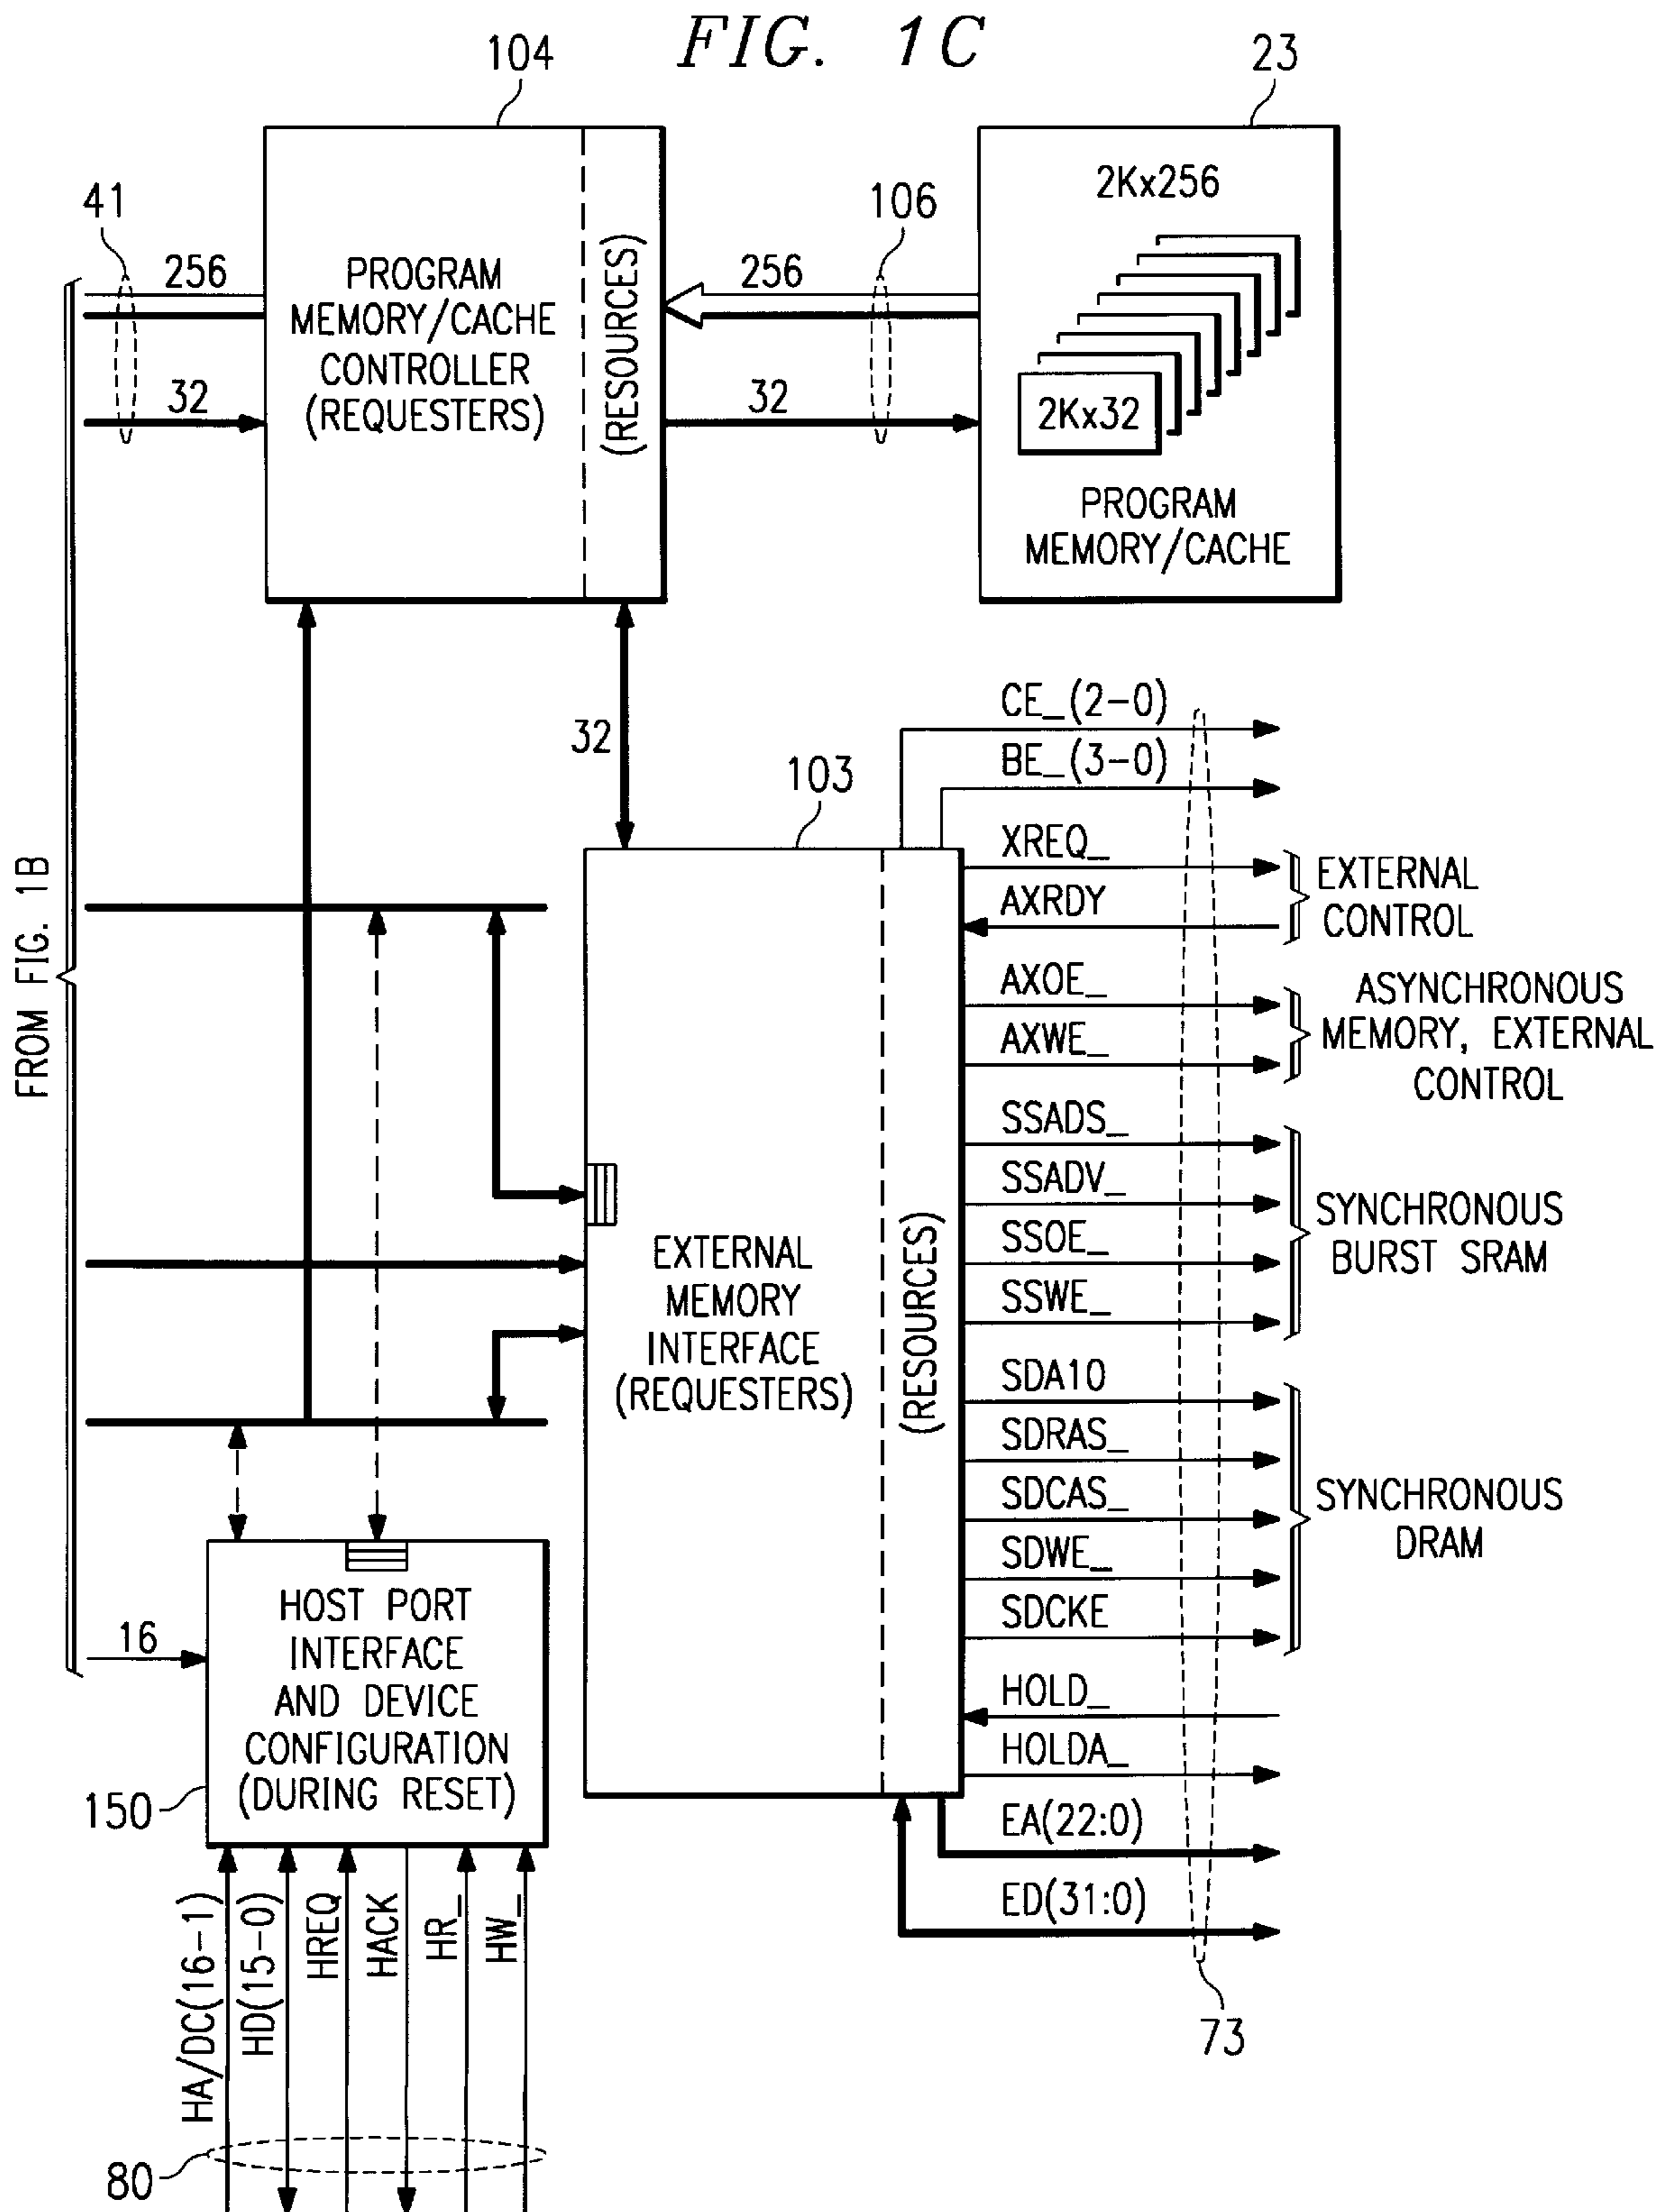 FIG. 1C
104
23
41
256
32
PROGRAM
MEMORY/CACHE
CONTROLLER
(REQUESTERS)
(RESOURCES)
106
256
32
2Kx256
2Kx32
PROGRAM
MEMORY/CACHE
32
103
FROM FIG. 1B
EXTERNAL
MEMORY
INTERFACE
(REQUESTERS)
(RESOURCES)
CE_(2-0)
BE_(3-0)
XREQ_
AXRDY
EXTERNAL
CONTROL
AXOE_
AXWE_
ASYNCHRONOUS
MEMORY, EXTERNAL
CONTROL
SSADS_
SSADV_
SSOE_
SSWE_
SYNCHRONOUS
BURST SRAM
SDA10
SDRAS_
SDCAS_
SDWE_
SDCKE
SYNCHRONOUS
DRAM
HOLD_
HOLDA_
EA(22:0)
ED(31:0)
73
16
HOST PORT
INTERFACE
AND DEVICE
CONFIGURATION
(DURING RESET)
150
HA/DC(16-1)
HD(15-0)
HREQ
HACK
HR_
HW_
80